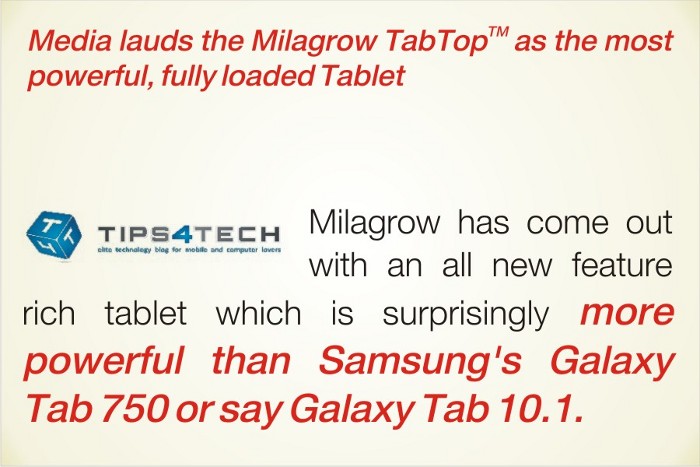 Media lauds the Milagrow TabTop™ as the most
powerful, fully loaded Tablet
TIPS4TECH
elite technology blog for mobile and computer lovers
Milagrow has come out
with an all new feature
rich tablet which is surprisingly more
powerful than Samsung's Galaxy
Tab 750 or say Galaxy Tab 10.1.